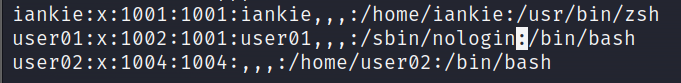 iankie:x:1001:1001:iankie,,,:/home/iankie:/usr/bin/zsh
user01:x:1002:1001:user01,,,:/sbin/nologin:/bin/bash
user02:x:1004:1004:,,,:/home/user02:/bin/bash